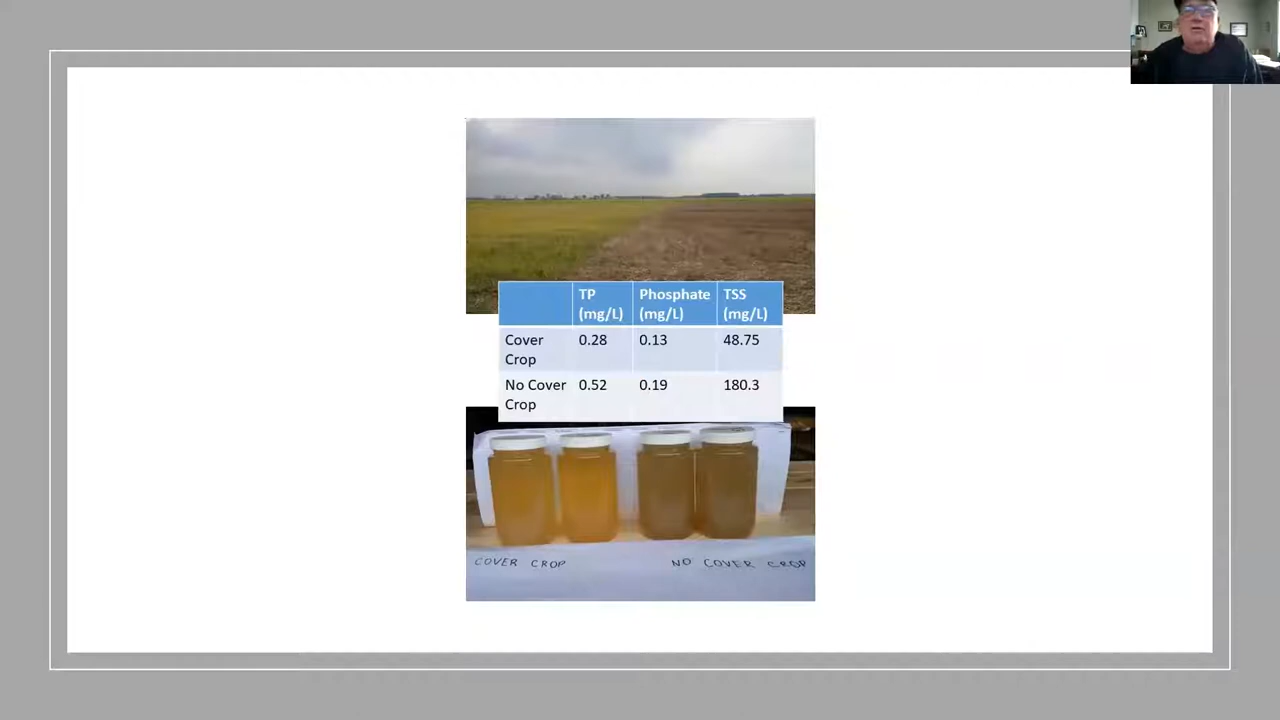 TP (mg/L) Phosphate (mg/L) TSS (mg/L)
Cover Crop 0.28 0.13 48.75
No Cover Crop 0.52 0.19 180.3
COVER CROP NO COVER CROP